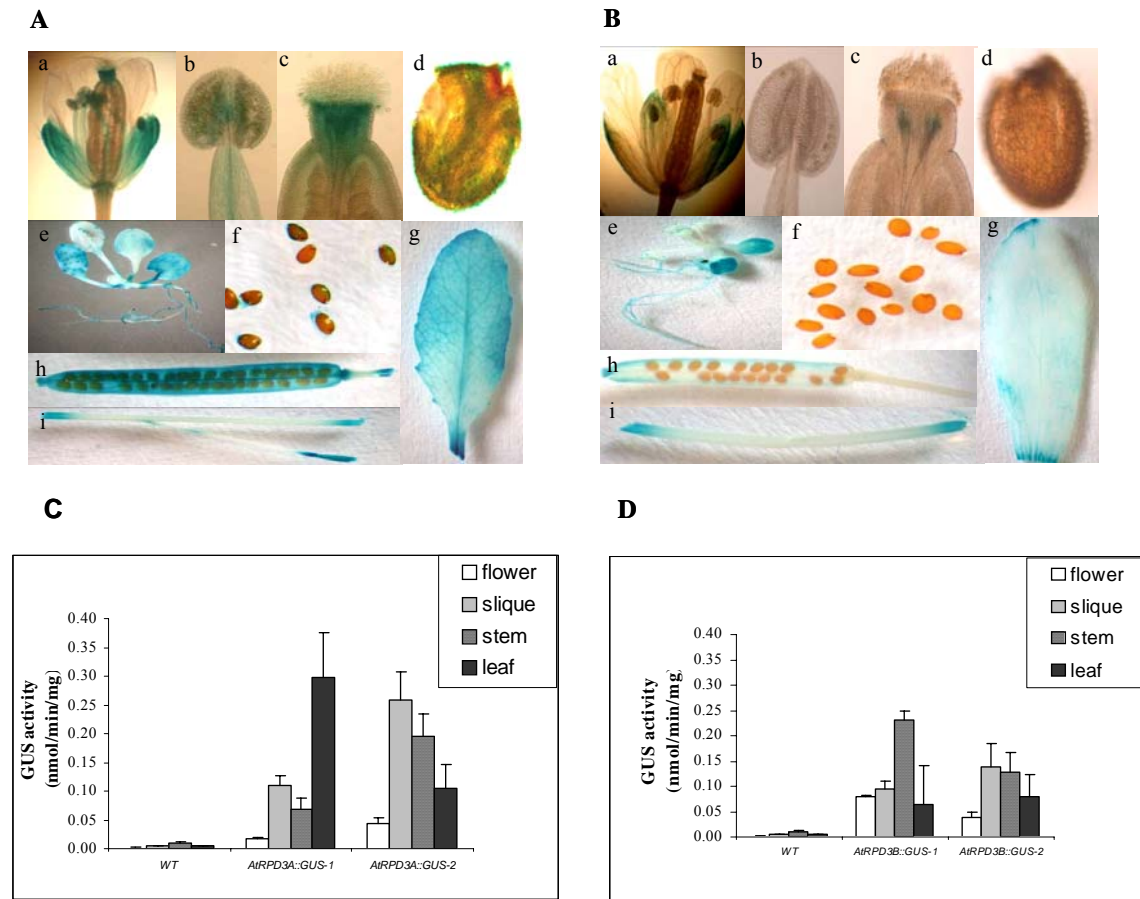 A
B
a
b
c
d
a
b
c
d
e
f
g
e
f
g
h
h
i
i
C
D
flower
slique
stem
leaf
0.40
0.35
0.30
0.25
0.20
0.15
0.10
0.05
0.00
GUS activity
(nmol/min/mg)
WT
AtRPD3A::GUS-1
AtRPD3A::GUS-2
flower
slique
stem
leaf
0.40
0.35
0.30
0.25
0.20
0.15
0.10
0.05
0.00
GUS activity
(nmol/min/mg)
WT
AtRPD3B::GUS-1
AtRPD3B::GUS-2